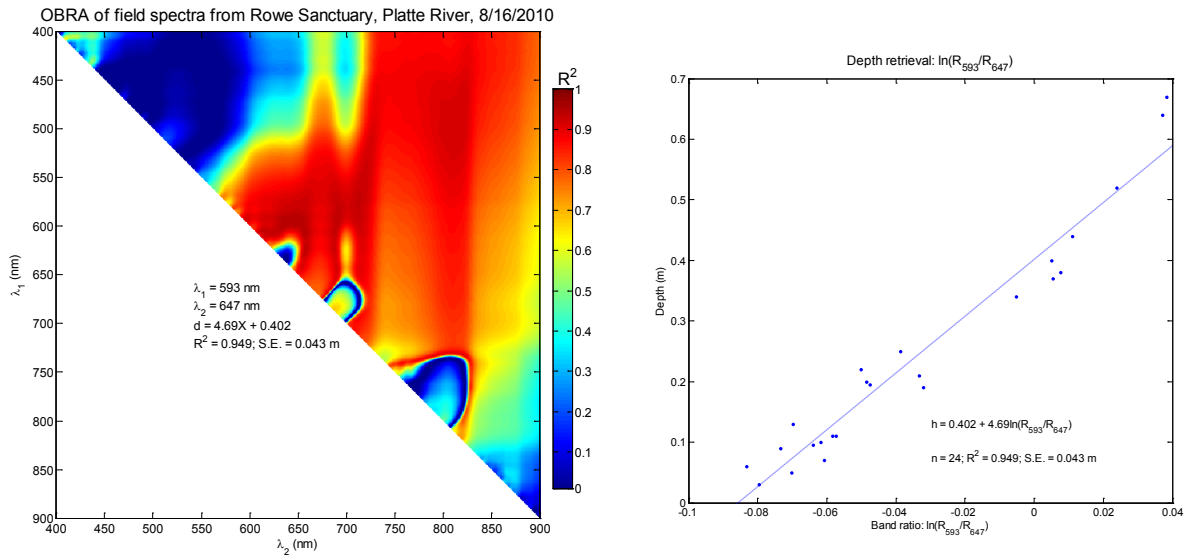 OBRA of field spectra from Rowe Sanctuary, Platte River, 8/16/2010
400
450
500
550
600
650
700
750
800
850
900
λ1 (nm)
400 450 500 550 600 650 700 750 800 850 900
λ2 (nm)
λ1 = 593 nm
λ2 = 647 nm
d = 4.69X + 0.402
R2 = 0.949; S.E. = 0.043 m
R2
1
0.9
0.8
0.7
0.6
0.5
0.4
0.3
0.2
0.1
0
Depth retrieval: ln(R593/R647)
0.7
0.6
0.5
0.4
0.3
0.2
0.1
0
Depth (m)
h = 0.402 + 4.69ln(R593/R647)
n = 24; R2 = 0.949; S.E. = 0.043 m
-0.1 -0.08 -0.06 -0.04 -0.02 0 0.02 0.04
Band ratio: ln(R593/R647)